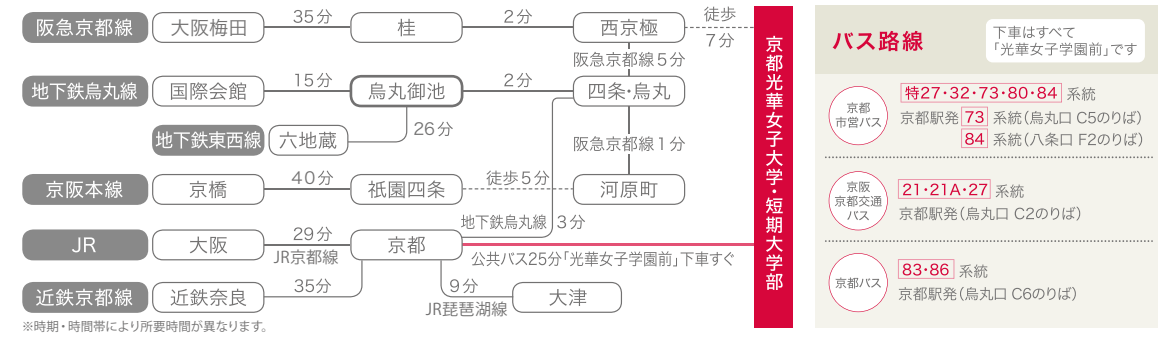 阪急京都線 大阪梅田 35分 桂 2分 西京極 徒歩
7分
阪急京都線5分
地下鉄烏丸線 国際会館 15分 烏丸御池 2分 四条・烏丸
地下鉄東西線 六地蔵 26分
阪急京都線1分
京阪本線 京橋 40分 祇園四条 徒歩5分 河原町
地下鉄烏丸線 3分
JR 大阪 29分 京都
JR京都線
公共バス25分「光華女子学園前」下車すぐ
近鉄京都線 近鉄奈良 35分 9分 大津
JR琵琶湖線
※時期・時間帯により所要時間が異なります。
京都光華女子大学・短期大学部
バス路線
下車はすべて
「光華女子学園前」です
京都
市営バス
特27・32・73・80・84 系統
京都駅発 73 系統(烏丸口 C5のりば)
84 系統(八条口 F2のりば)
京阪
京都交通
バス
21・21A・27 系統
京都駅発(烏丸口 C2のりば)
京都バス
83・86 系統
京都駅発(烏丸口 C6のりば)